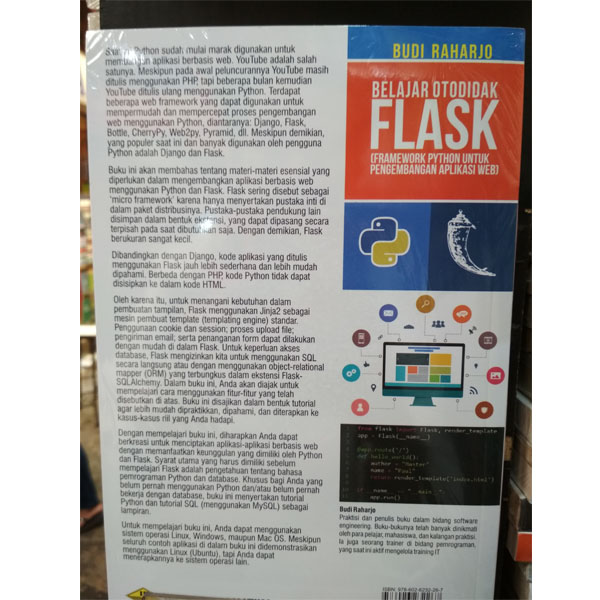 Python sudah mulai marak digunakan untuk
membangun aplikasi berbasis web. YouTube adalah salah
satunya. Meskipun pada awal peluncurannya YouTube masih
ditulis menggunakan PHP, tapi beberapa bulan kemudian
YouTube ditulis ulang menggunakan Python. Terdapat
beberapa web framework yang dapat digunakan untuk
mempermudah dan mempercepat proses pengembangan
web menggunakan Python, diantaranya: Django, Flask,
Bottle, CherryPy, Web2py, Pyramid, dll. Meskipun demikian,
yang populer saat ini dan banyak digunakan oleh pengguna
Python adalah Django dan Flask.
Buku ini akan membahas tentang materi-materi esensial yang
diperlukan dalam mengembangkan aplikasi berbasis web
menggunakan Python dan Flask. Flask sering disebut sebagai
'micro framework' karena hanya menyertakan pustaka inti di
dalam paket distribusinya. Pustaka-pustaka pendukung lain
disimpan dalam bentuk ekstensi, yang dapat dipasang secara
terpisah pada saat dibutuhkan saja. Dengan demikian, Flask
berukuran sangat kecil.
Dibandingkan dengan Django, kode aplikasi yang ditulis
menggunakan Flask jauh lebih sederhana dan lebih mudah
dipahami. Berbeda dengan PHP, kode Python tidak dapat
disisipkan ke dalam kode HTML.
Oleh karena itu, untuk menangani kebutuhan dalam
pembuatan tampilan, Flask menggunakan Jinja2 sebagai
mesin pembuat template (templating engine) standar.
Penggunaan cookie dan session; proses upload file;
pengiriman email; serta penanganan form dapat dilakukan
dengan mudah di dalam Flask. Untuk keperluan akses
database, Flask mengizinkan kita untuk menggunakan SQL
secara langsung atau dengan menggunakan object-relational
mapper (ORM) yang terbungkus dalam ekstensi Flask-
SQLAlchemy. Dalam buku ini, Anda akan diajak untuk
mempelajari cara menggunakan fitur-fitur yang telah
disebutkan di atas. Buku ini disajikan dalam bentuk tutorial
agar lebih mudah dipraktikkan, dipahami, dan diterapkan ke
kasus-kasus riil yang Anda hadapi.
Dengan mempelajari buku ini, diharapkan Anda dapat
berkreasi untuk menciptakan aplikasi-aplikasi berbasis web
dengan memanfaatkan keunggulan yang dimiliki oleh Python
dan Flask. Syarat utama yang harus dimiliki sebelum
mempelajari Flask adalah pengetahuan tentang bahasa
pemrograman Python dan database. Khusus bagi Anda yang
belum pernah menggunakan Python dan/atau belum pernah
bekerja dengan database, buku ini menyertakan tutorial
Python dan tutorial SQL (menggunakan MySQL) sebagai
lampiran.
Untuk mempelajari buku ini, Anda dapat menggunakan
sistem operasi Linux, Windows, maupun Mac OS. Meskipun
seluruh contoh aplikasi di dalam buku ini didemonstrasikan
menggunakan Linux (Ubuntu), tapi Anda dapat
menerapkannya ke sistem operasi lain.
BUDI RAHARJO
BELAJAR OTODIDAK
FLASK
(FRAMEWORK PYTHON UNTUK
PENGEMBANGAN APLIKASI WEB)
from flask import Flask, render_template
app = Flask(__name__)
@app.route("/")
def hello_world():
author = "Master"
name = "Fyal"
return render_template('index.html')
if __name__ == "__main__":
app.run()
Budi Raharjo
Praktisi dan penulis buku dalam bidang software
engineering. Buku-bukunya telah banyak dinikmati
oleh para pelajar, mahasiswa, dan kalangan praktisi
Ia juga seorang trainer di bidang pemrograman,
yang saat ini aktif mengelola training IT
ISBN: 978-602-6232-28-7